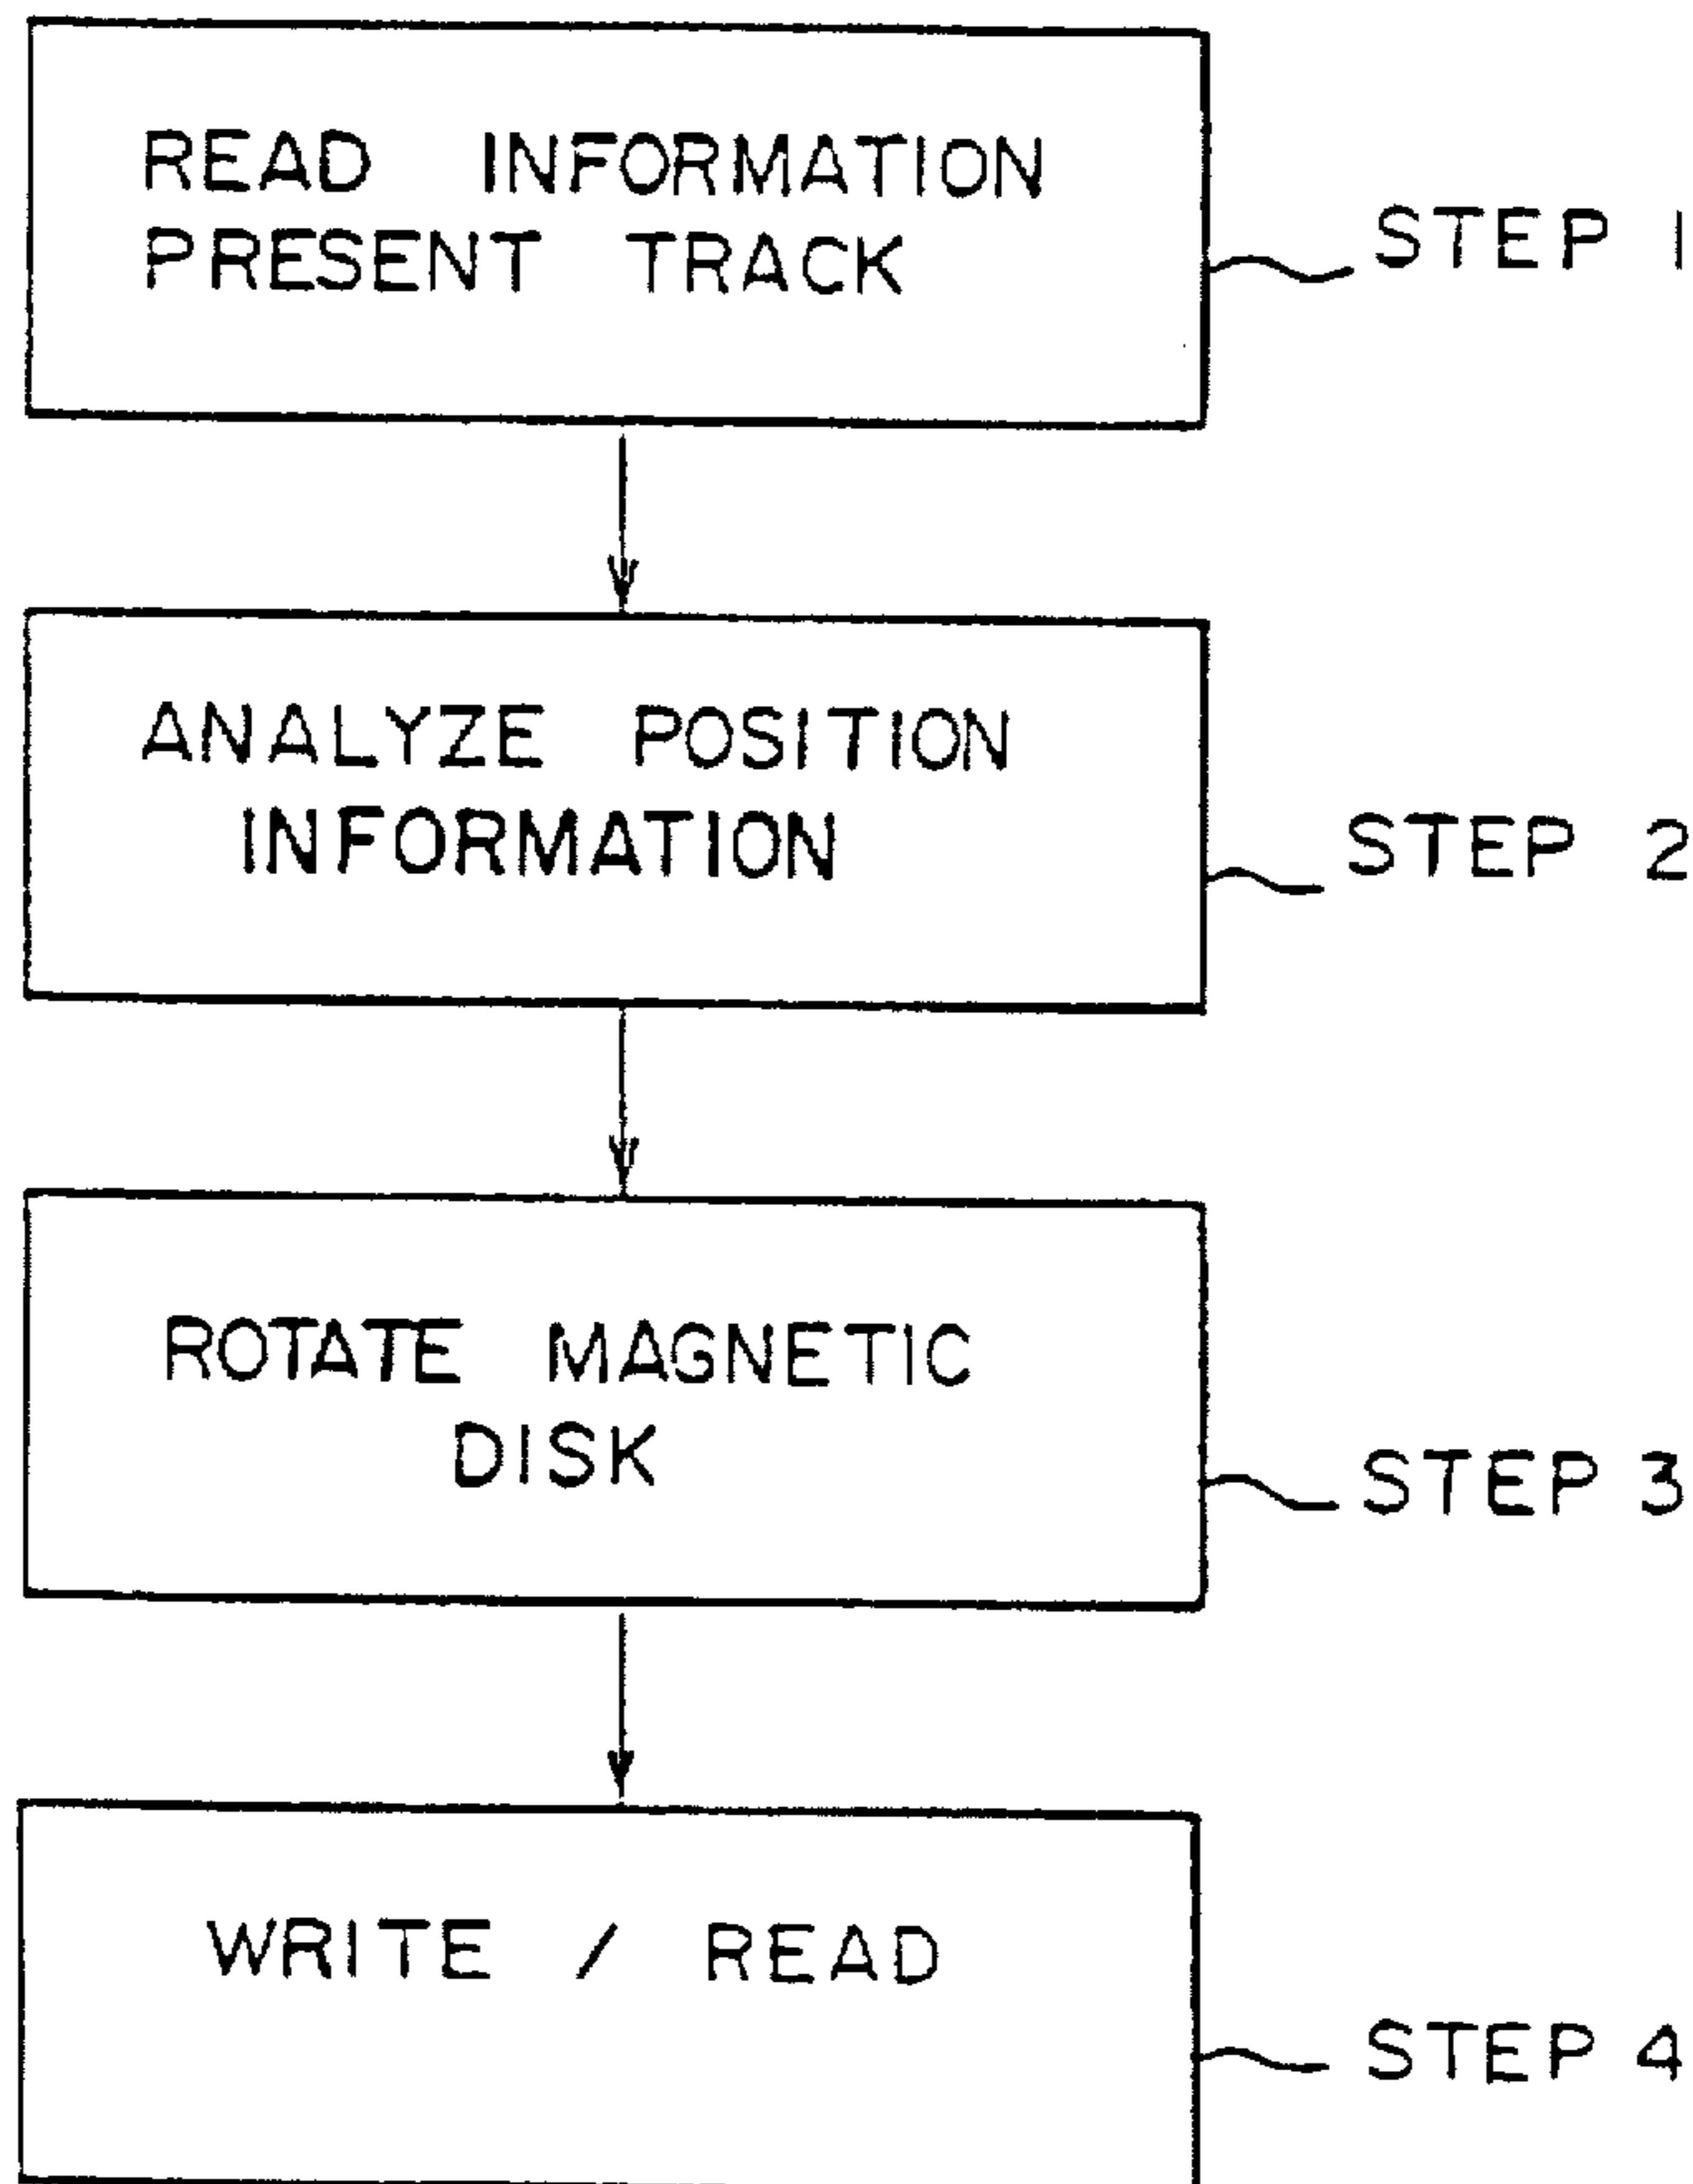 READ INFORMATION
PRESENT TRACK
STEP 1
ANALYZE POSITION
INFORMATION
STEP 2
ROTATE MAGNETIC
DISK
STEP 3
WRITE / READ
STEP 4